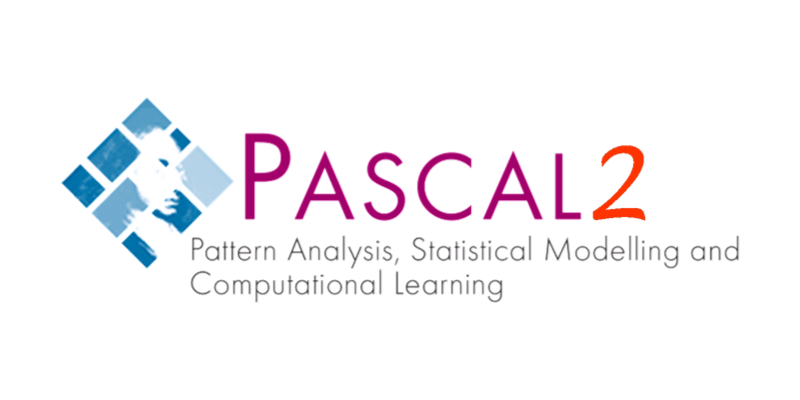 PASCAL2
Pattern Analysis, Statistical Modelling and
Computational Learning